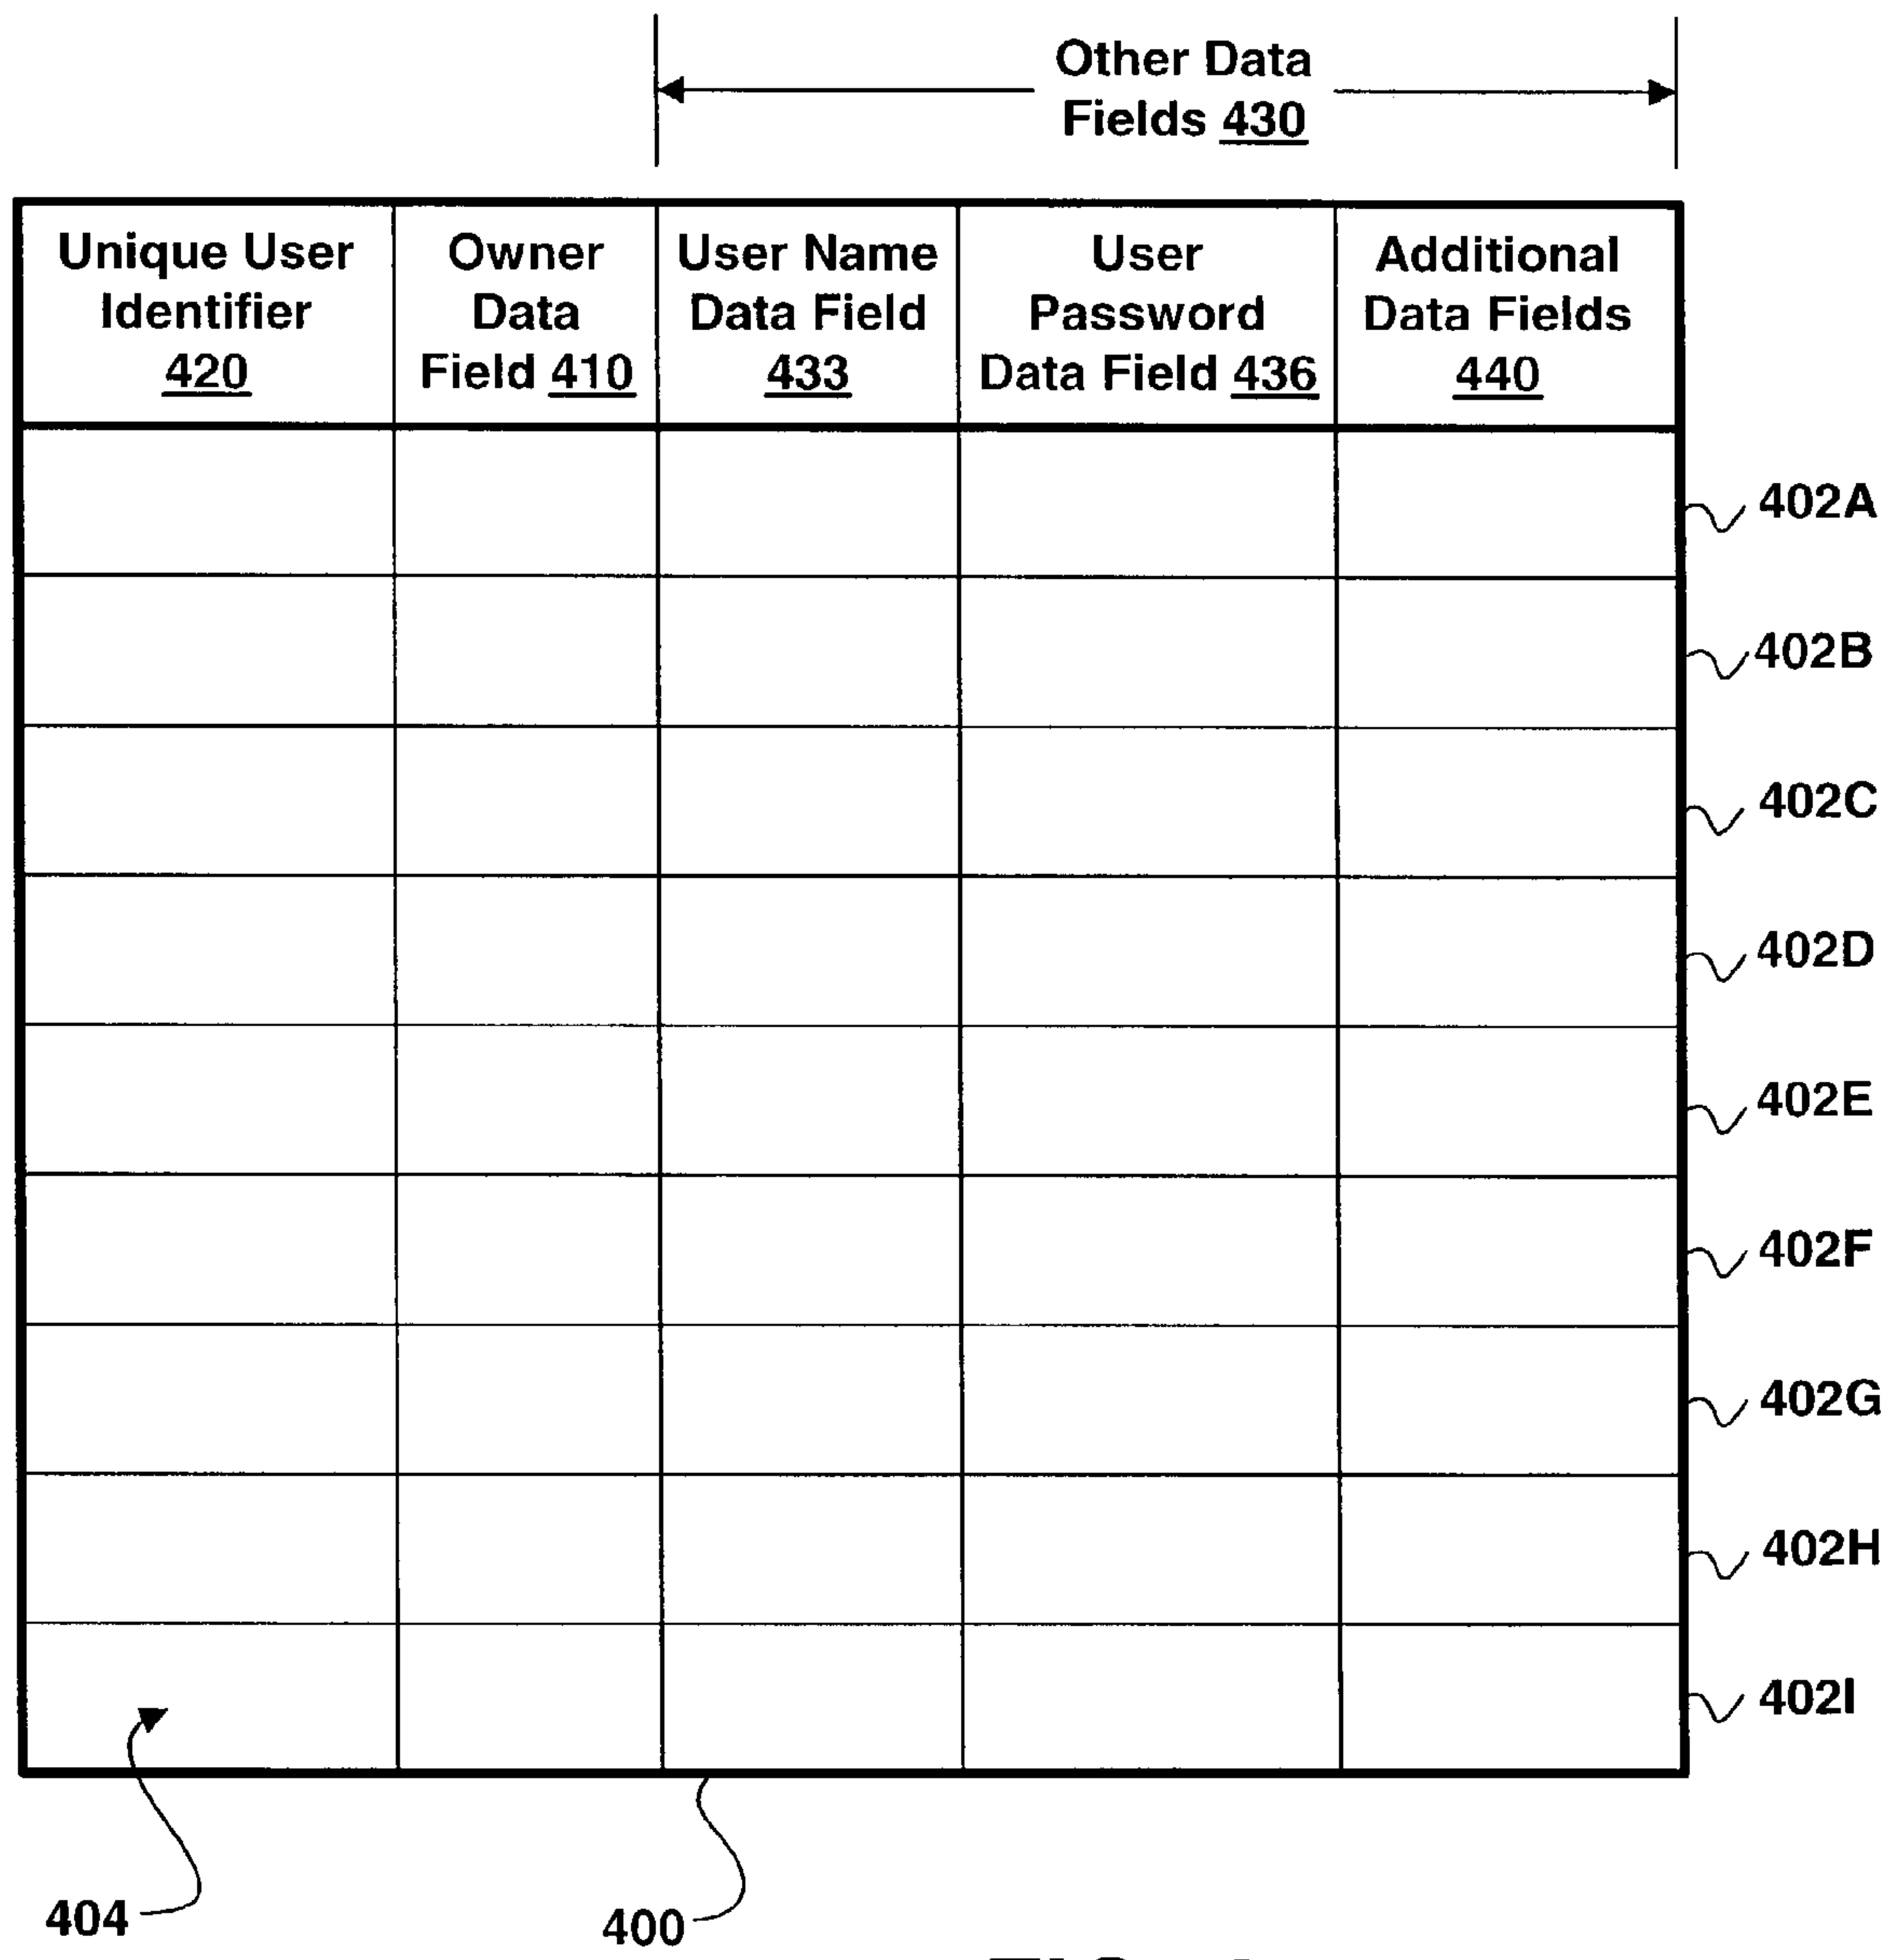 Other Data
Fields 430
Unique User
Identifier
420
Owner
Data
Field 410
User Name
Data Field
433
User
Password
Data Field 436
Additional
Data Fields
440
402A
402B
402C
402D
402E
402F
402G
402H
402I
404
400